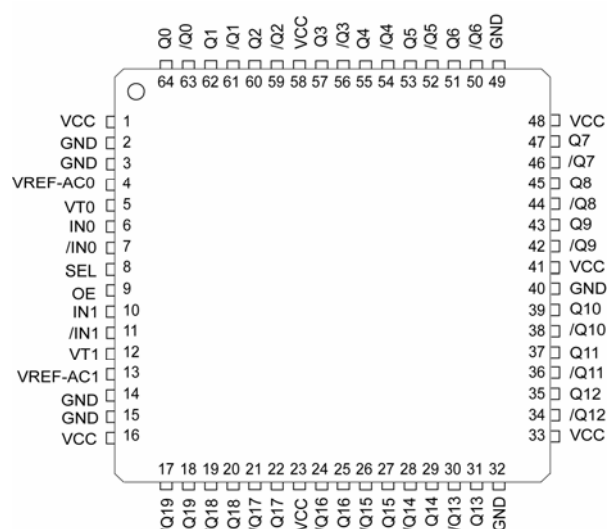 Q0 /Q0 Q1 /Q1 Q2 /Q2 VCC Q3 /Q3 Q4 /Q4 Q5 /Q5 Q6 /Q6 GND
64 63 62 61 60 59 58 57 56 55 54 53 52 51 50 49
VCC 1
GND 2
GND 3
VREF-AC0 4
VT0 5
IN0 6
/IN0 7
SEL 8
OE 9
IN1 10
/IN1 11
VT1 12
VREF-AC1 13
GND 14
GND 15
VCC 16
48 VCC
47 Q7
46 /Q7
45 Q8
44 /Q8
43 Q9
42 /Q9
41 VCC
40 GND
39 Q10
38 /Q10
37 Q11
36 /Q11
35 Q12
34 /Q12
33 VCC
17 18 19 20 21 22 23 24 25 26 27 28 29 30 31 32
/Q19 Q19 /Q18 Q18 /Q17 Q17 VCC /Q16 Q16 /Q15 Q15 /Q14 Q14 /Q13 Q13 GND